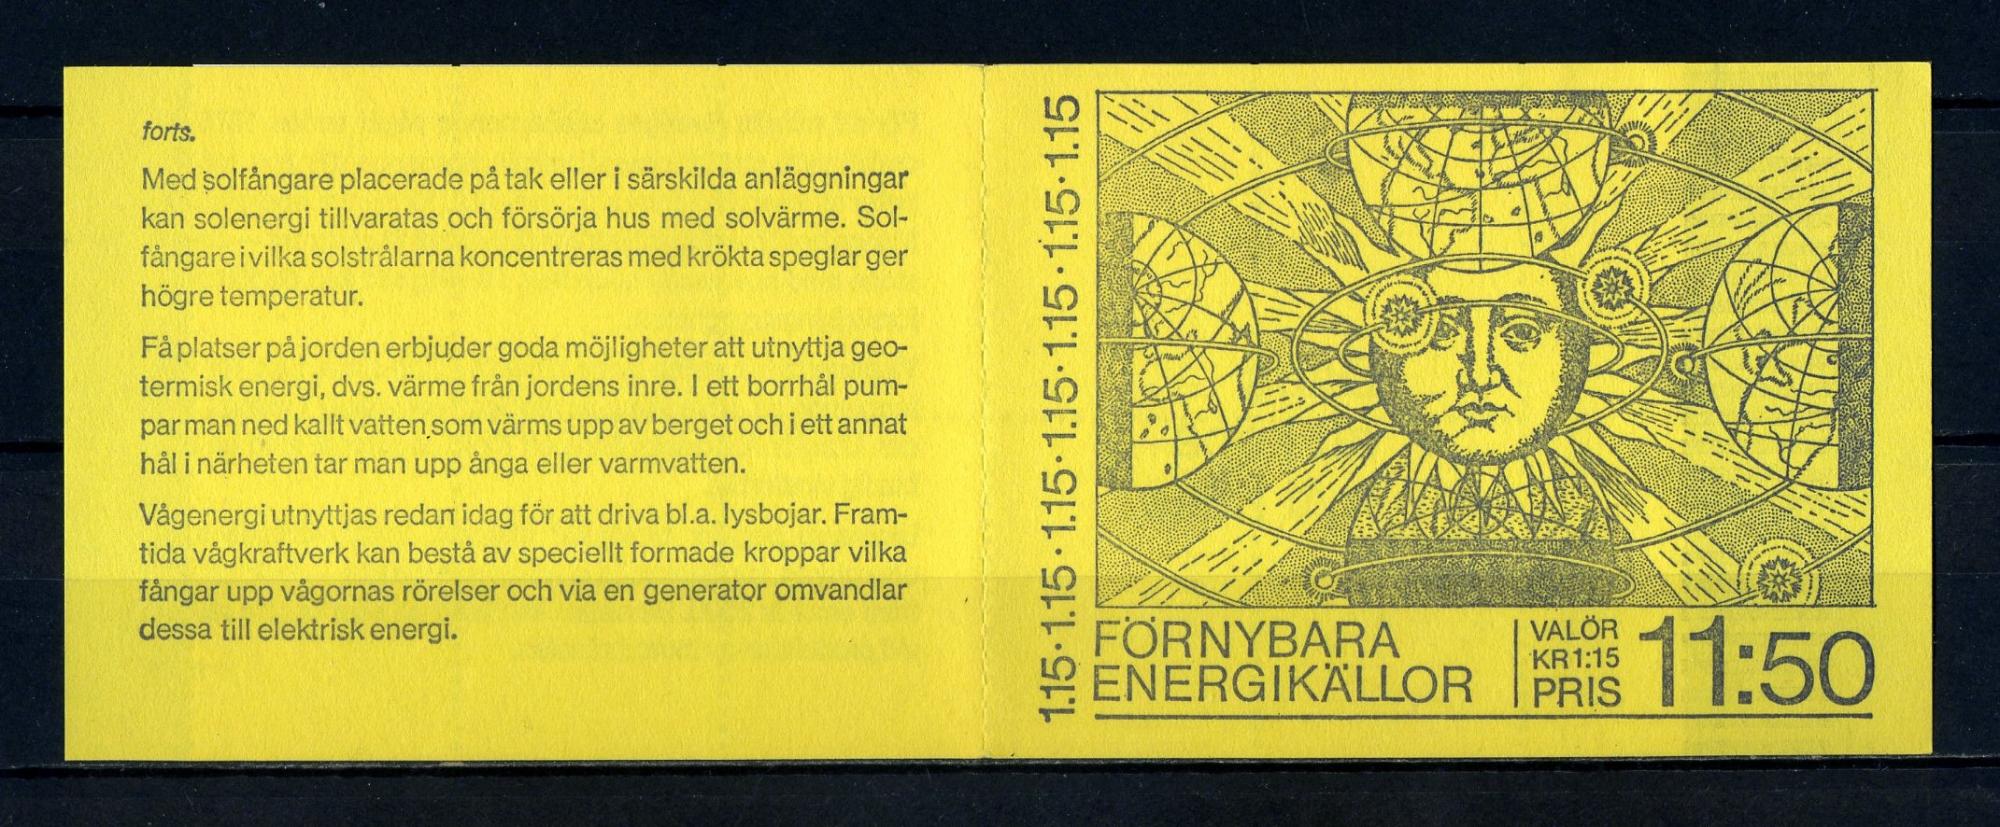 forts.
Med solfångare placerade på tak eller i särskilda anläggningar
kan solenergi tillvaratas och försörja hus med solvärme. Sol-
fångare i vilka solstrålarna koncentreras med krökta speglar ger
högre temperatur.
Få platser på jorden erbjuder goda möjligheter att utnyttja geo-
termisk energi, dvs. värme från jordens inre. I ett borrhål pum-
par man ned kallt vatten som värms upp av berget och i ett annat
hål i närheten tar man upp ånga eller varmvatten.
Vågenergi utnyttjas redan idag för att driva bl.a. lysbojar. Fram-
tida vågkraftverk kan bestå av speciellt formade kroppar vilka
fångar upp vågornas rörelser och via en generator omvandlar
dessa till elektrisk energi.
1.15·1.15·1.15·1.15·1.15·1.15·1.15
FÖRNYBARA
ENERGIKÄLLOR
VALÖR
KR 1:15
PRIS
11:50